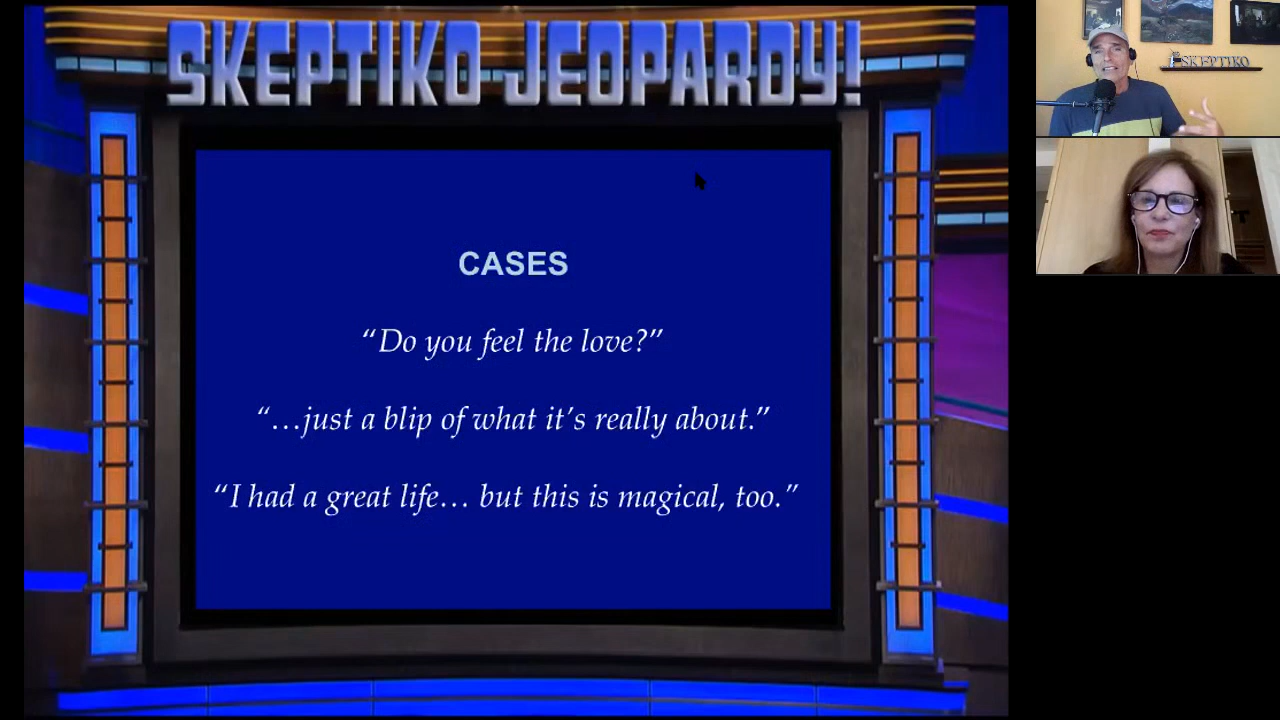 SKEPTIKO JEOPARDY!
SKEPTIKO
CASES
“Do you feel the love?”
“…just a blip of what it’s really about.”
“I had a great life… but this is magical, too.”